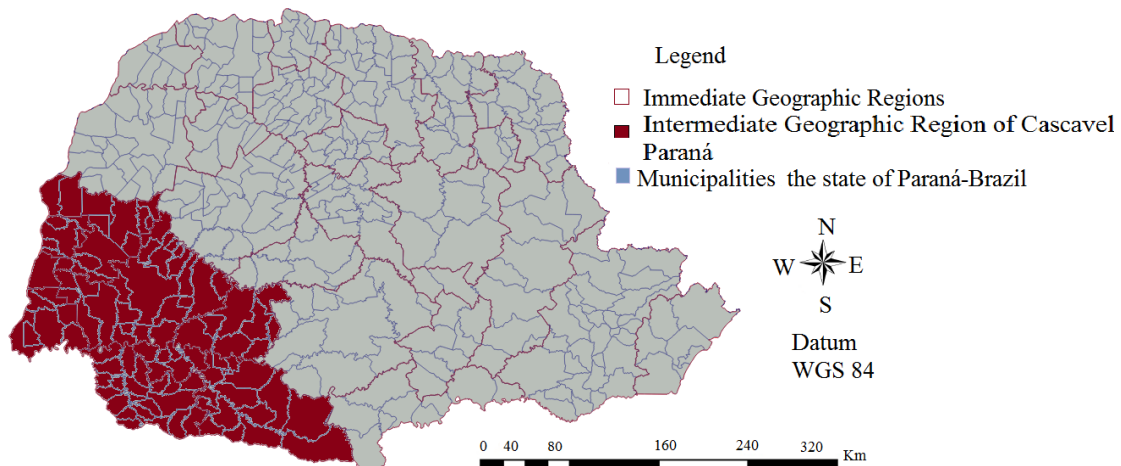 Legend
Immediate Geographic Regions
Intermediate Geographic Region of Cascavel
Paraná
Municipalities the state of Paraná-Brazil
N
W E
S
Datum
WGS 84
0 40 80 160 240 320
Km